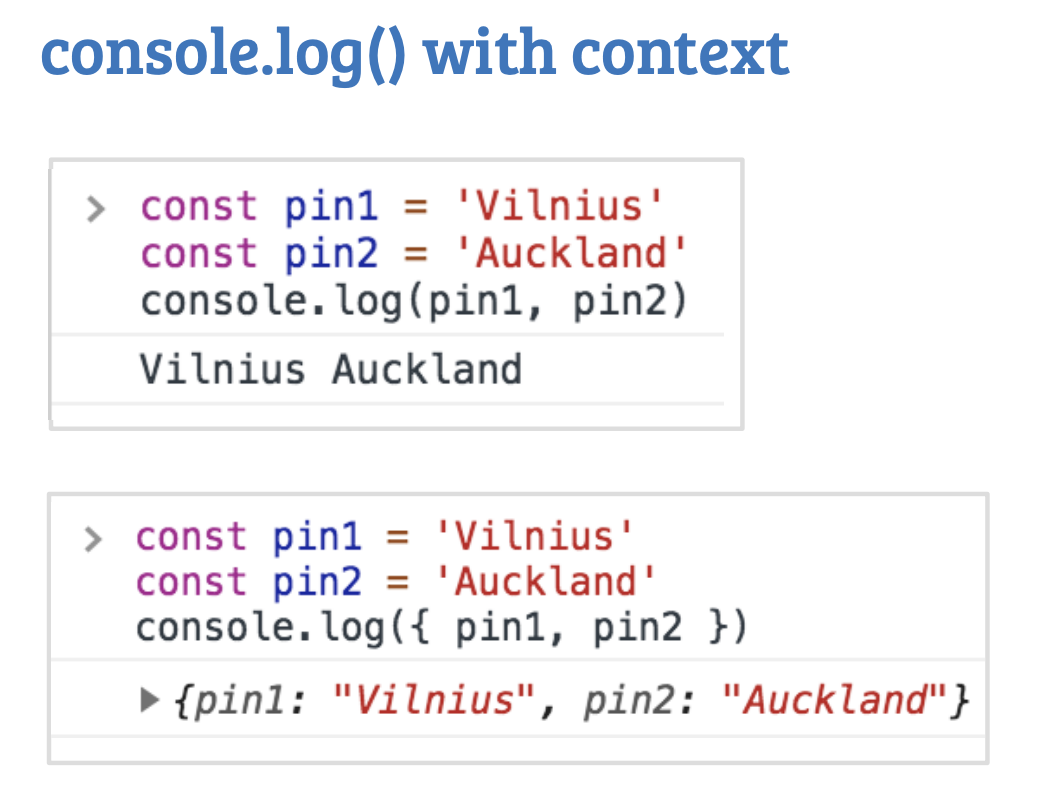 console.log() with context
> const pin1 = 'Vilnius'
const pin2 = 'Auckland'
console.log(pin1, pin2)
Vilnius Auckland
> const pin1 = 'Vilnius'
const pin2 = 'Auckland'
console.log({ pin1, pin2 })
▶ {pin1: "Vilnius", pin2: "Auckland"}